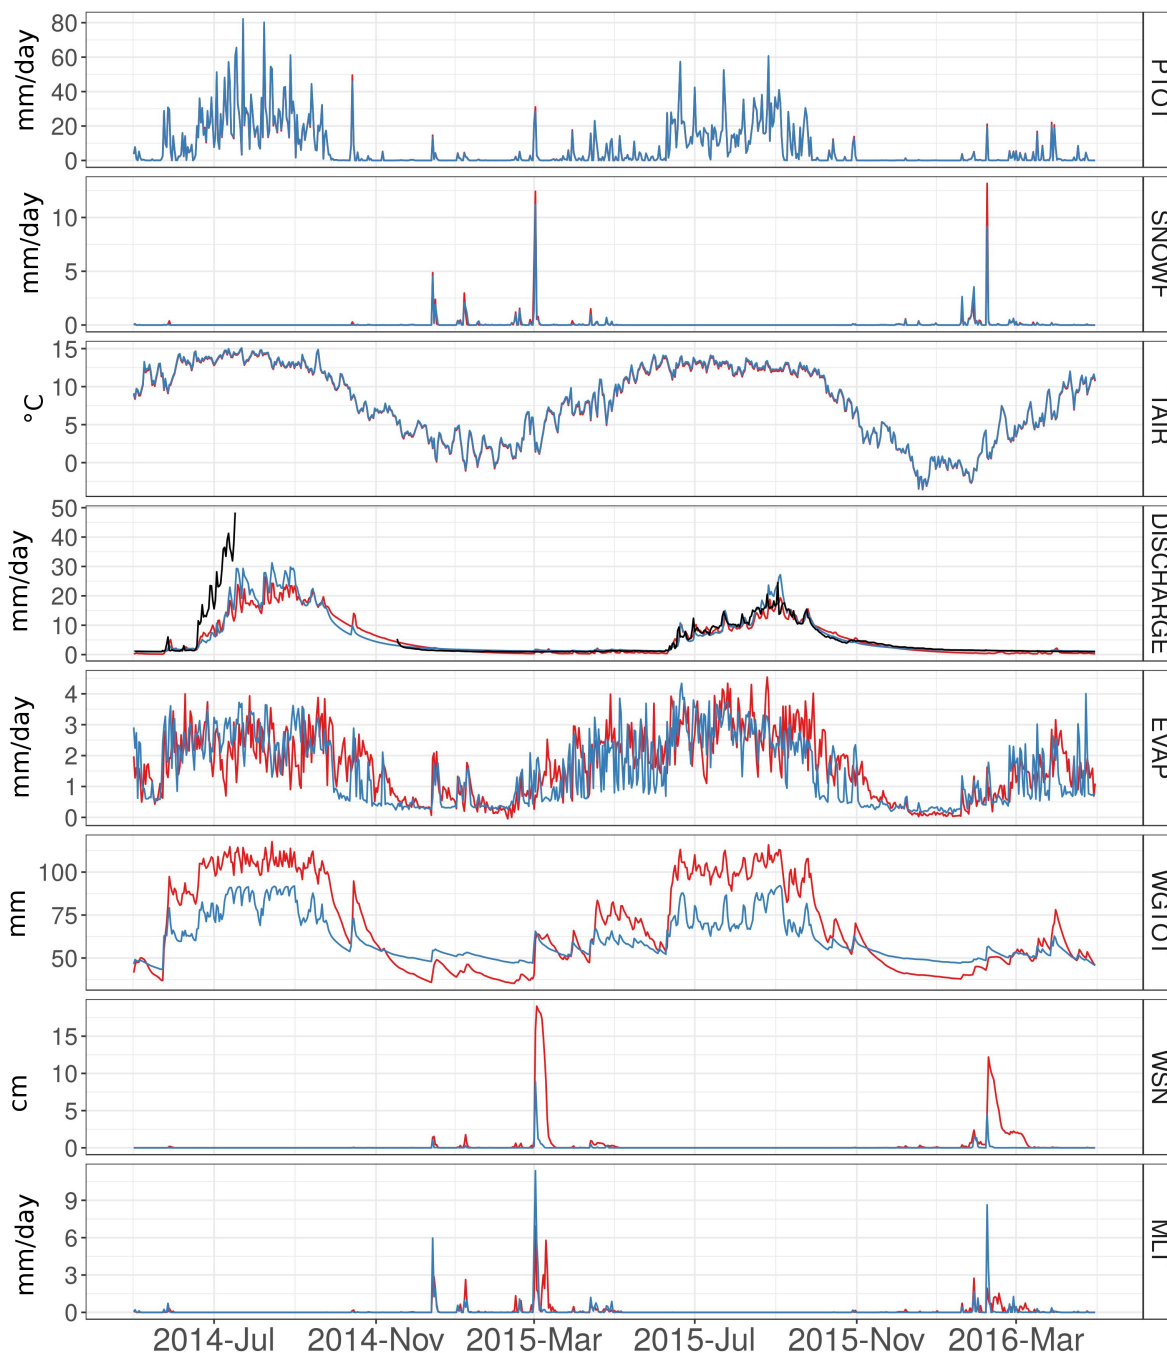 mm/day
80
60
40
20
0
PTOT
mm/day
10
5
0
SNOWF
°C
15
10
5
0
TAIR
mm/day
50
40
30
20
10
0
DISCHARGE
mm/day
4
3
2
1
0
EVAP
mm
100
75
50
WGTOT
cm
15
10
5
0
WSN
mm/day
9
6
3
0
MLT
2014-Jul 2014-Nov 2015-Mar 2015-Jul 2015-Nov 2016-Mar